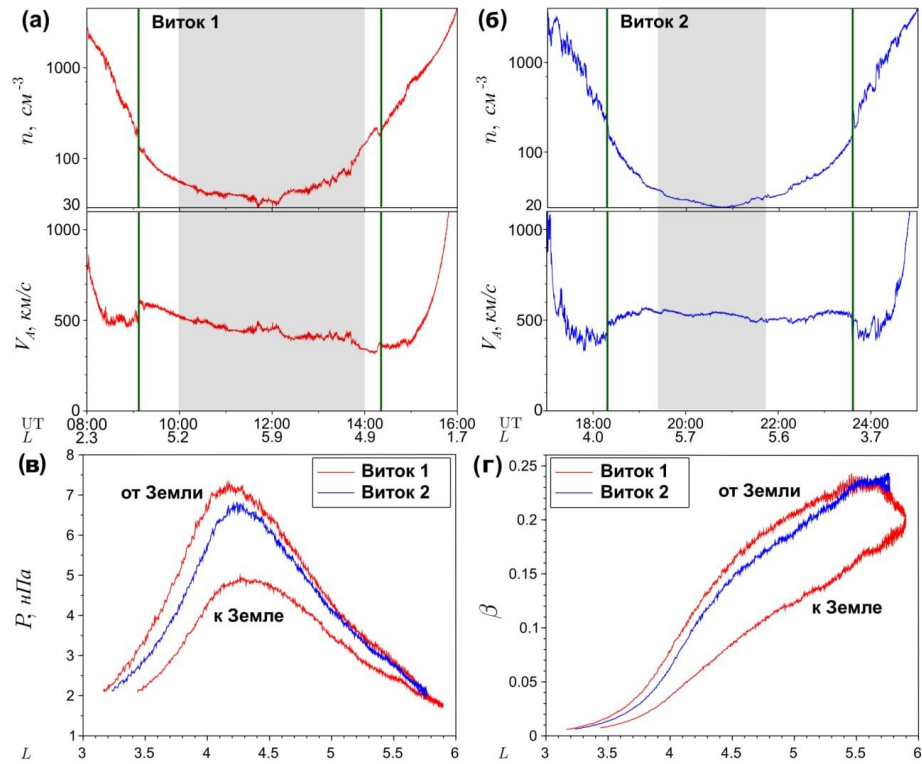 (а)
Виток 1
n, см -3
1000
100
30
V_A, км/с
1000
500
0
UT
08:00 10:00 12:00 14:00 16:00
L
2.3 5.2 5.9 4.9 1.7
(б)
Виток 2
n, см -3
1000
100
20
V_A, км/с
1000
500
0
18:00 20:00 22:00 24:00
4.0 5.7 5.6 3.7
(в)
Виток 1
Виток 2
от Земли
к Земле
P, нПа
8
7
6
5
4
3
2
1
L
3 3.5 4 4.5 5 5.5 6
(г)
Виток 1
Виток 2
от Земли
к Земле
β
0.25
0.2
0.15
0.1
0.05
0
L
3 3.5 4 4.5 5 5.5 6